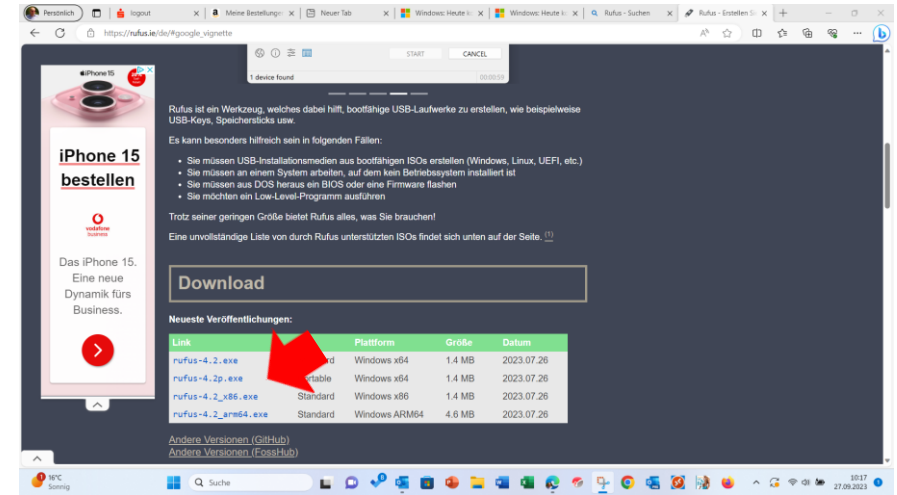 Persönlich
logout
Meine Bestellungen
Neuer Tab
Windows: Heute k
Windows: Heute k
Rufus - Suchen
Rufus - Erstellen Si
https://rufus.ie/de/#google_vignette
START
CANCEL
1 device found
00:00:59
Rufus ist ein Werkzeug, welches dabei hilft, bootfähige USB-Laufwerke zu erstellen, wie beispielweise
USB-Keys, Speichersticks usw.
Es kann besonders hilfreich sein in folgenden Fällen:
• Sie müssen USB-Installationsmedien aus bootfähigen ISOs erstellen (Windows, Linux, UEFI, etc.)
• Sie müssen an einem System arbeiten, auf dem kein Betriebssystem installiert ist
• Sie müssen aus DOS heraus ein BIOS oder eine Firmware flashen
• Sie möchten ein Low-Level-Programm ausführen
Trotz seiner geringen Größe bietet Rufus alles, was Sie brauchen!
Eine unvollständige Liste von durch Rufus unterstützten ISOs findet sich unten auf der Seite. (1)
iPhone 15
iPhone 15
bestellen
vodafone
business
Das iPhone 15.
Eine neue
Dynamik fürs
Business.
Download
Neueste Veröffentlichungen:
Link Plattform Größe Datum
rufus-4.2.exe rd Windows x64 1.4 MB 2023.07.26
rufus-4.2p.exe rtable Windows x64 1.4 MB 2023.07.26
rufus-4.2_x86.exe Standard Windows x86 1.4 MB 2023.07.26
rufus-4.2_arm64.exe Standard Windows ARM64 4.6 MB 2023.07.26
Andere Versionen (GitHub)
Andere Versionen (FossHub)
16°C
Sonnig
Suche
10:17
27.09.2023